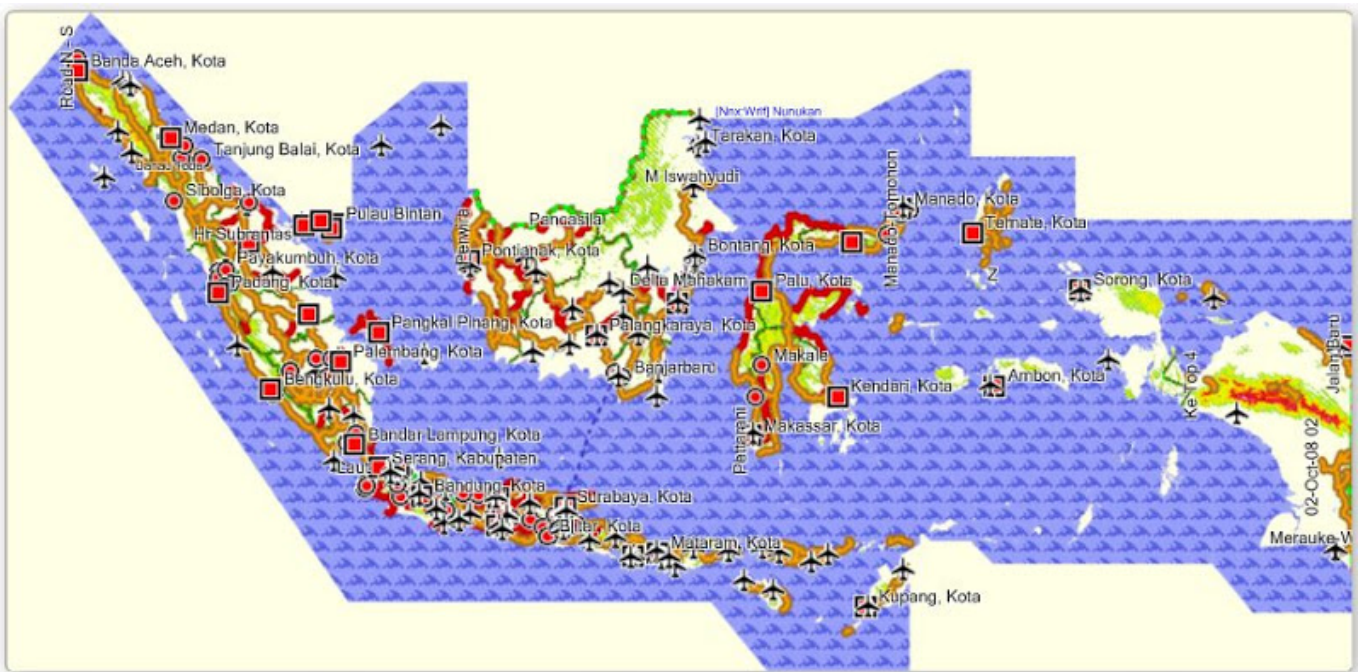 Road N - S
Banda Aceh, Kota
[Nnx:Wrlf] Nunukan
Medan, Kota
Tarakan, Kota
Tanjung Balai, Kota
M Iswahyudi
Sibolga, Kota
Manado, Kota
Pulau Bintan
Pancasila
Manado-Tomohon
Ternate, Kota
Hr Subrantas
Perwira
Pontianak, Kota
Bontang, Kota
Payakumbuh, Kota
Z
Padang, Kota
Delta Mahakam
Palu, Kota
Sorong, Kota
Pangkal Pinang, Kota
Palangkaraya, Kota
Jalan Baru
Palembang, Kota
Makale
Ke Top 4
Bengkulu, Kota
Banjarbaru
Kendari, Kota
Ambon, Kota
Bandar Lampung, Kota
Pattarani
Makassar, Kota
02-Oct-08 02
Serang, Kabupaten
Bandung, Kota
Surabaya, Kota
Blitar, Kota
Mataram, Kota
Merauke-W
Kupang, Kota